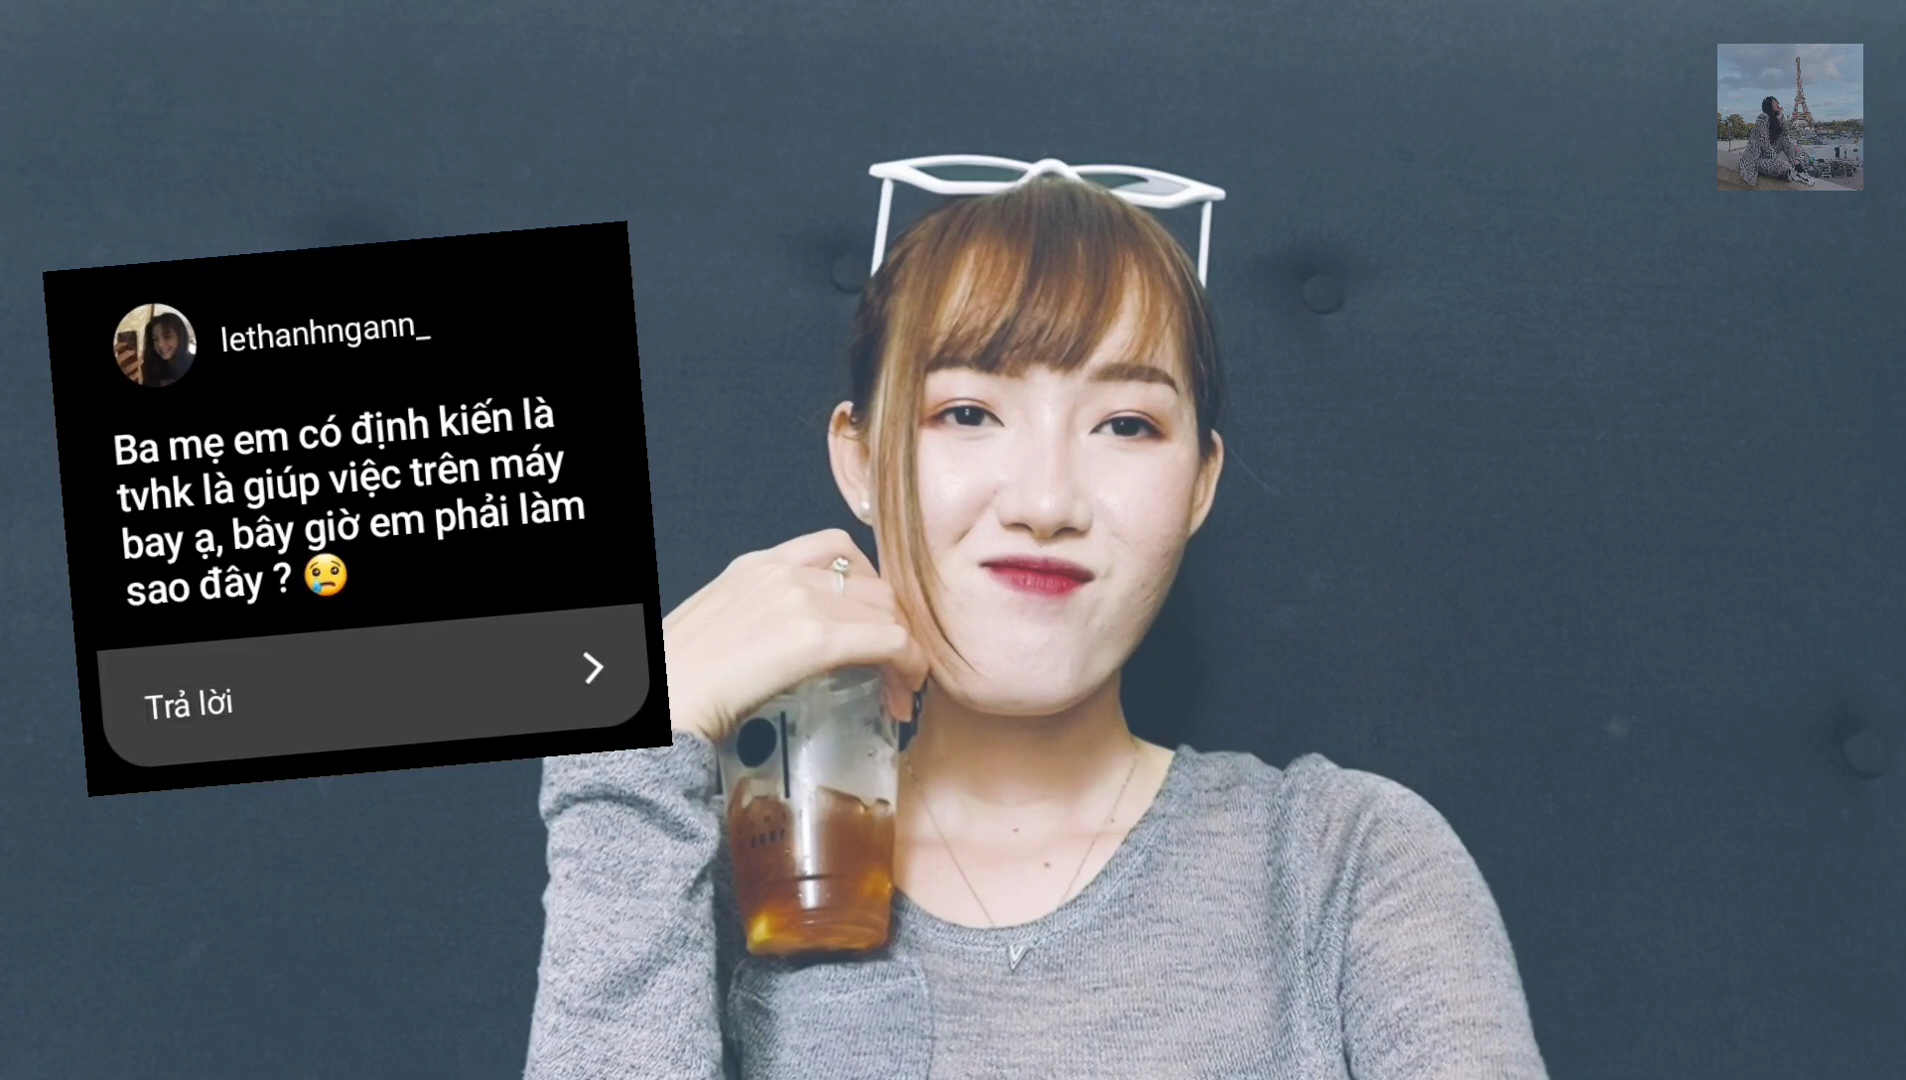 lethanhngann_
Ba mẹ em có định kiến là
tvhk là giúp việc trên máy
bay ạ, bây giờ em phải làm
sao đây ? 😢
Trả lời